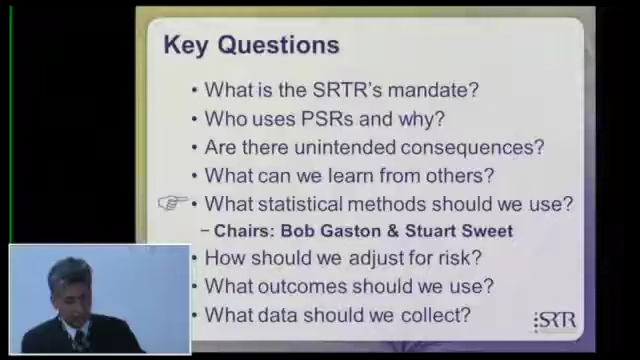 Key Questions
• What is the SRTR's mandate?
• Who uses PSRs and why?
• Are there unintended consequences?
• What can we learn from others?
• What statistical methods should we use?
– Chairs: Bob Gaston & Stuart Sweet
• How should we adjust for risk?
• What outcomes should we use?
• What data should we collect?
SRTR